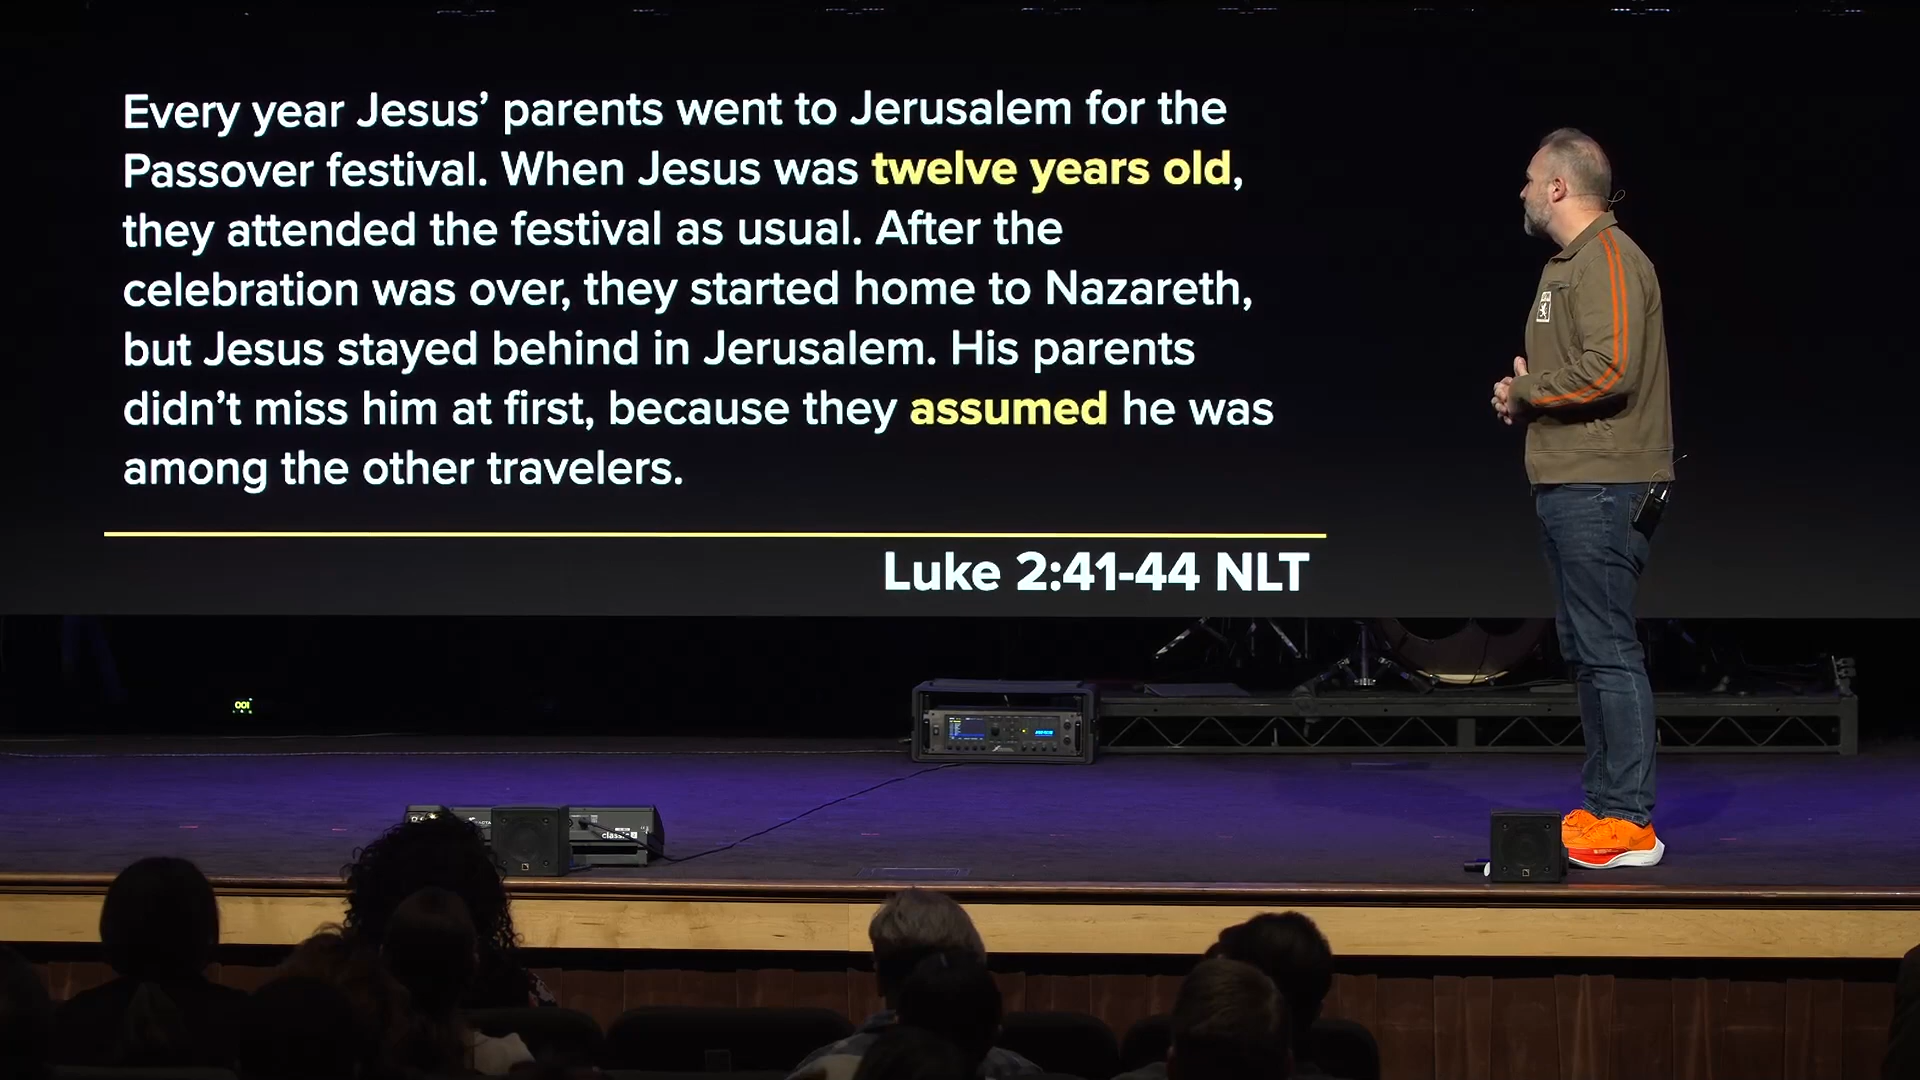 Every year Jesus’ parents went to Jerusalem for the
Passover festival. When Jesus was twelve years old,
they attended the festival as usual. After the
celebration was over, they started home to Nazareth,
but Jesus stayed behind in Jerusalem. His parents
didn’t miss him at first, because they assumed he was
among the other travelers.
Luke 2:41-44 NLT
classic